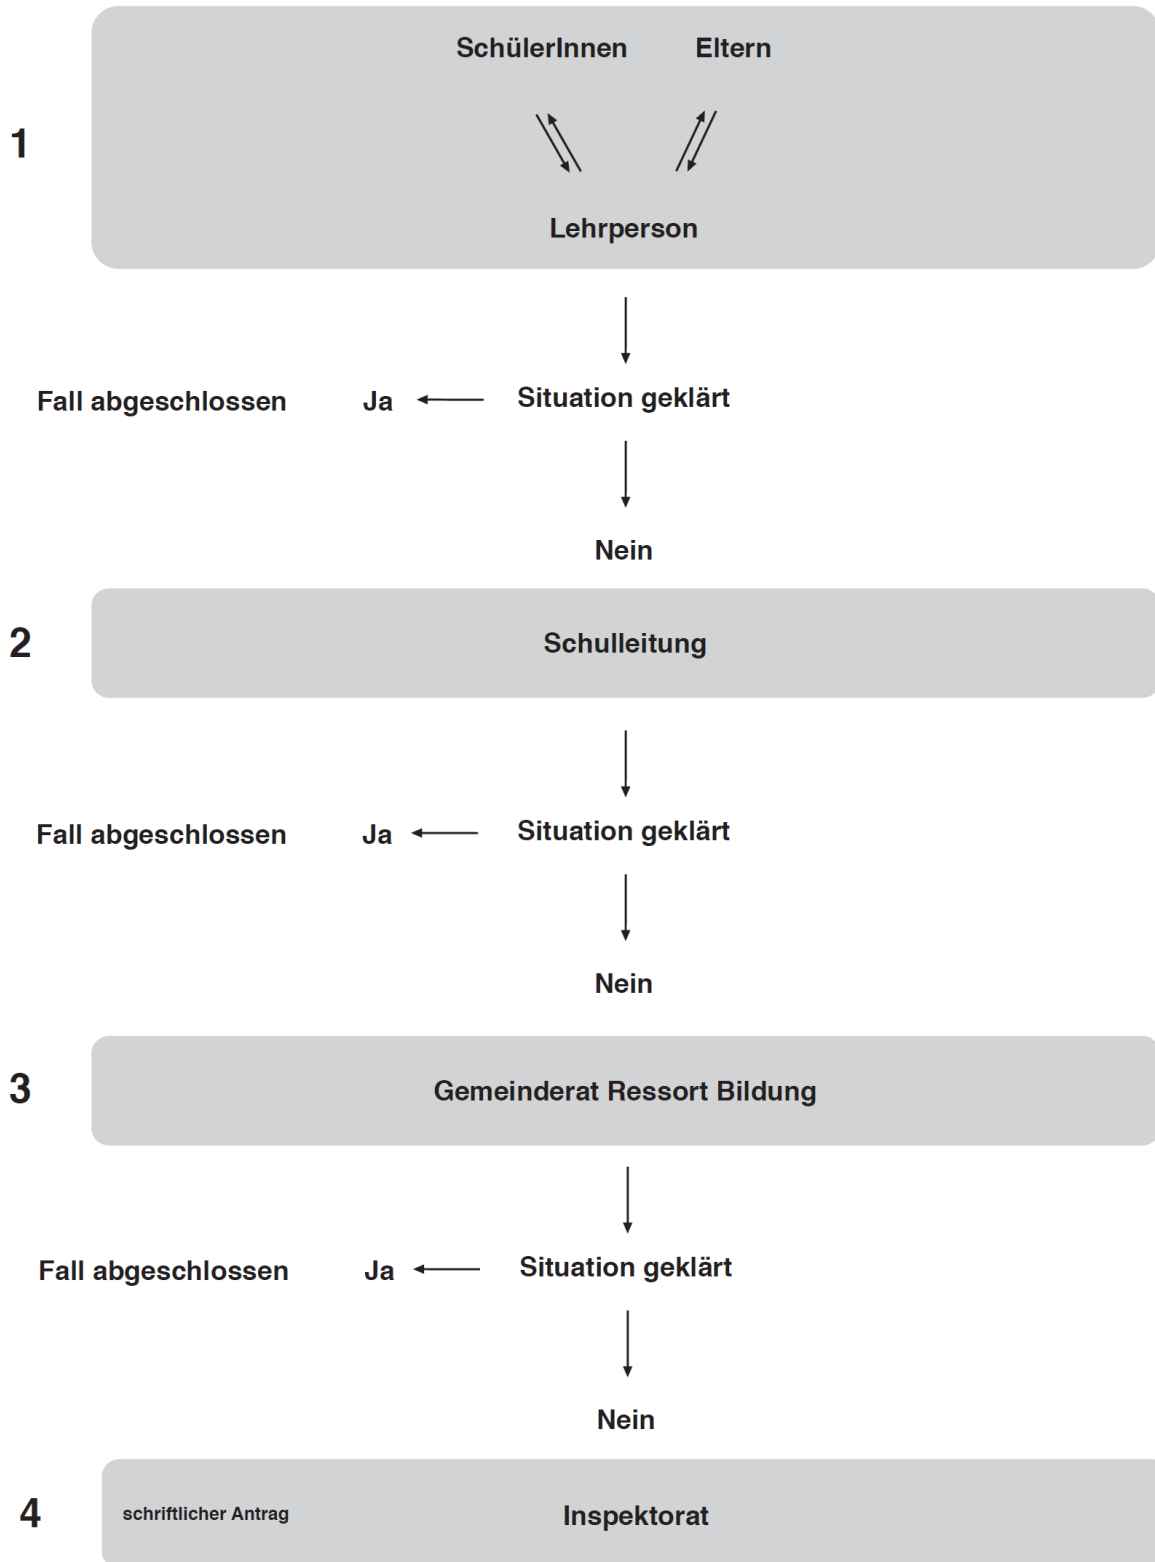 SchülerInnen Eltern
1
Lehrperson
Fall abgeschlossen Ja Situation geklärt
Nein
2 Schulleitung
Fall abgeschlossen Ja Situation geklärt
Nein
3 Gemeinderat Ressort Bildung
Fall abgeschlossen Ja Situation geklärt
Nein
4 schriftlicher Antrag Inspektorat